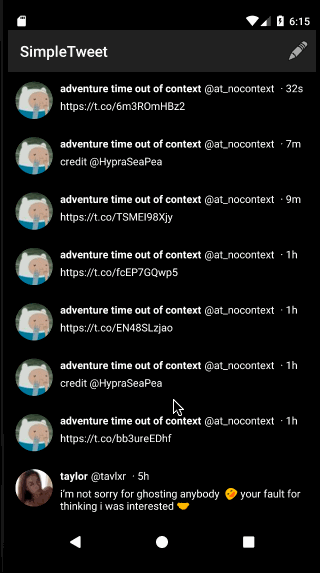 6:15
SimpleTweet
adventure time out of context @at_nocontext · 32s
https://t.co/6m3ROmHBz2
adventure time out of context @at_nocontext · 7m
credit @HypraSeaPea
adventure time out of context @at_nocontext · 9m
https://t.co/TSMEI98Xjy
adventure time out of context @at_nocontext · 1h
https://t.co/fcEP7GQwp5
adventure time out of context @at_nocontext · 1h
https://t.co/EN48SLzjao
adventure time out of context @at_nocontext · 1h
credit @HypraSeaPea
adventure time out of context @at_nocontext · 1h
https://t.co/bb3ureEDhf
taylor @tavlxr · 5h
i'm not sorry for ghosting anybody 🥠 your fault for
thinking i was interested 🤝